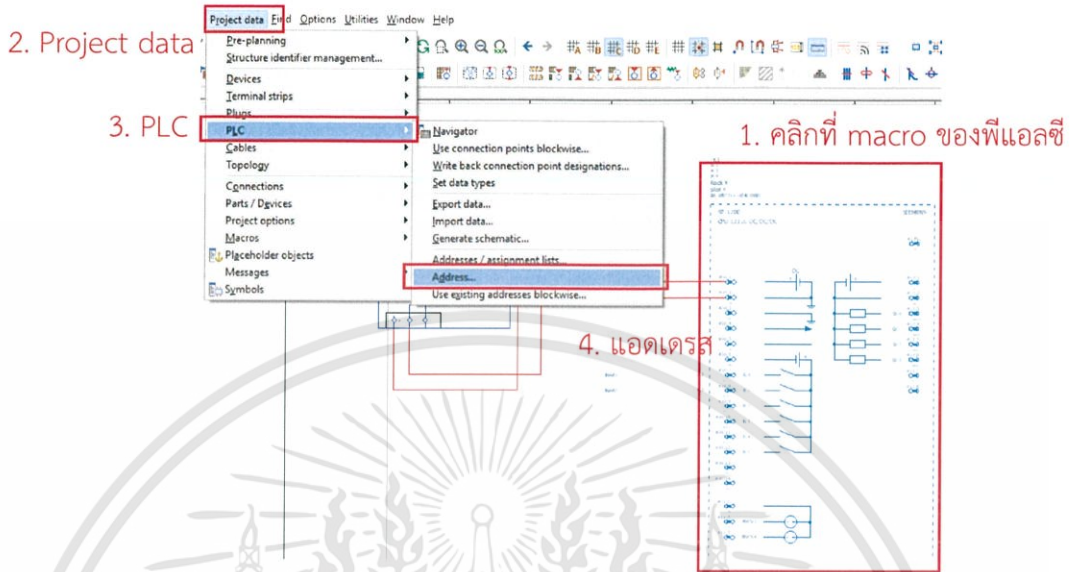 Project data Find Options Utilities Window Help
2. Project data
Pre-planning
Structure identifier management...
Devices
Terminal strips
Plugs
3. PLC
PLC
Cables
Topology
Connections
Parts / Devices
Project options
Macros
Placeholder objects
Messages
Symbols
Navigator
Use connection points blockwise...
Write back connection point designations...
Set data types
Export data...
Import data...
Generate schematic...
Addresses / assignment lists...
Address...
Use existing addresses blockwise...
1. คลิกที่ macro ของพีแอลซี
4. แอดเดรส